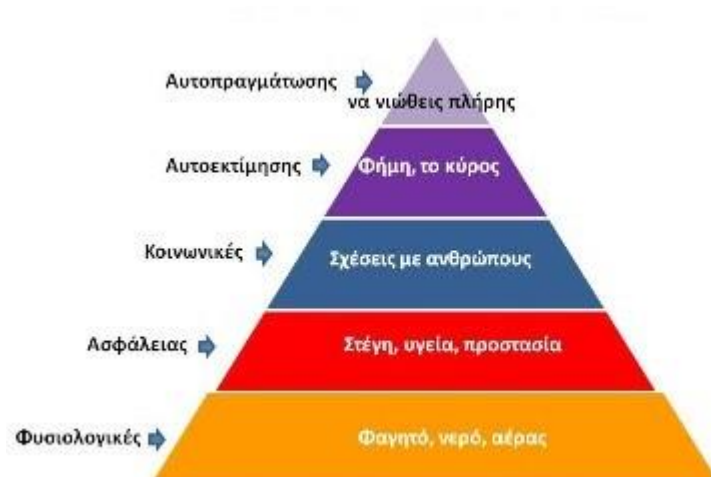 Αυτοπραγμάτωσης
να νιώθεις πλήρης
Αυτοεκτίμησης
Φήμη, το κύρος
Κοινωνικές
Σχέσεις με ανθρώπους
Ασφάλειας
Στέγη, υγεία, προστασία
Φυσιολογικές
Φαγητό, νερό, αέρας